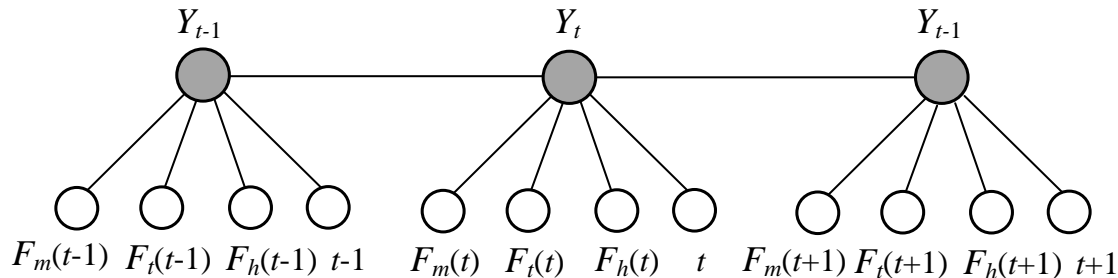 Y_{t-1} Y_t Y_{t-1}
F_m(t-1) F_t(t-1) F_h(t-1) t-1 F_m(t) F_t(t) F_h(t) t F_m(t+1) F_t(t+1) F_h(t+1) t+1